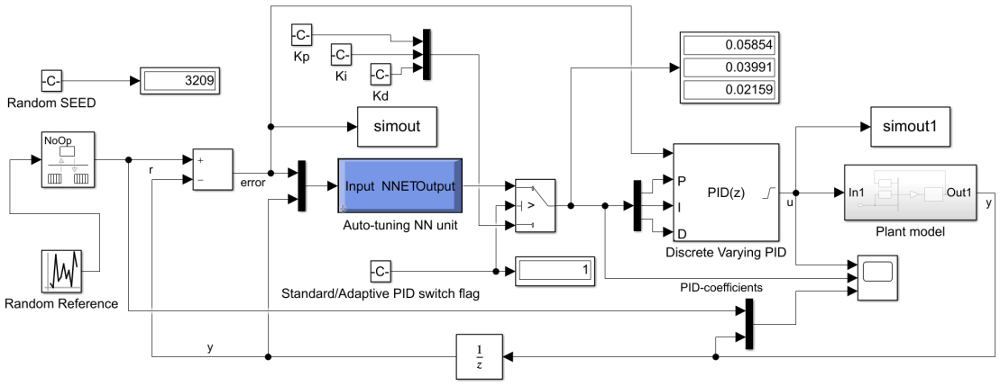 -C-
Kp
-C-
Ki
-C-
Kd
0.05854
0.03991
0.02159
-C-
Random SEED
3209
simout
simout1
NoOp
r
+
−
error
Input NNETOutput
Auto-tuning NN unit
>
P
I
D
PID(z)
Discrete Varying PID
u
In1
Out1
Plant model
y
Random Reference
-C-
Standard/Adaptive PID switch flag
1
PID-coefficients
y
1
z